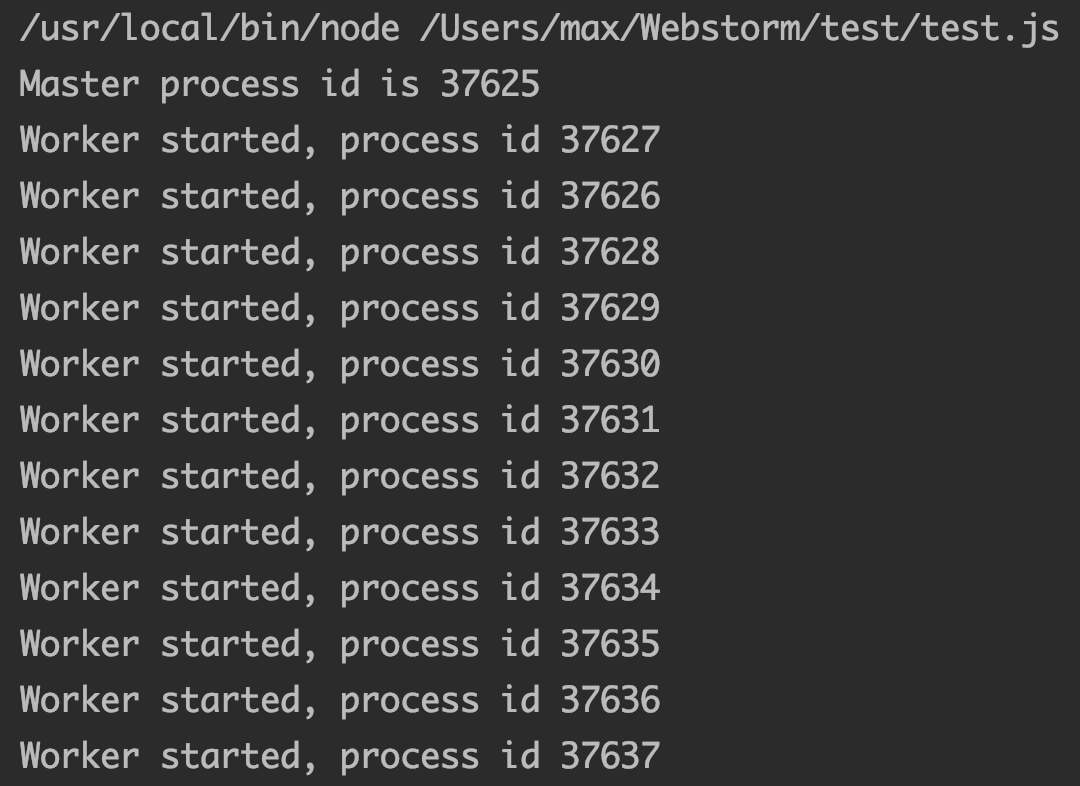 /usr/local/bin/node /Users/max/Webstorm/test/test.js
Master process id is 37625
Worker started, process id 37627
Worker started, process id 37626
Worker started, process id 37628
Worker started, process id 37629
Worker started, process id 37630
Worker started, process id 37631
Worker started, process id 37632
Worker started, process id 37633
Worker started, process id 37634
Worker started, process id 37635
Worker started, process id 37636
Worker started, process id 37637